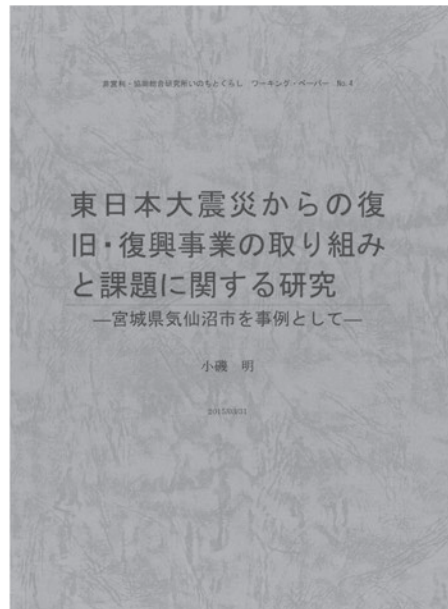 非営利・協同総合研究所いのちとくらし ワーキング・ペーパー No.4
東日本大震災からの復
旧・復興事業の取り組み
と課題に関する研究
―宮城県気仙沼市を事例として―
小磯 明
2015/03/31